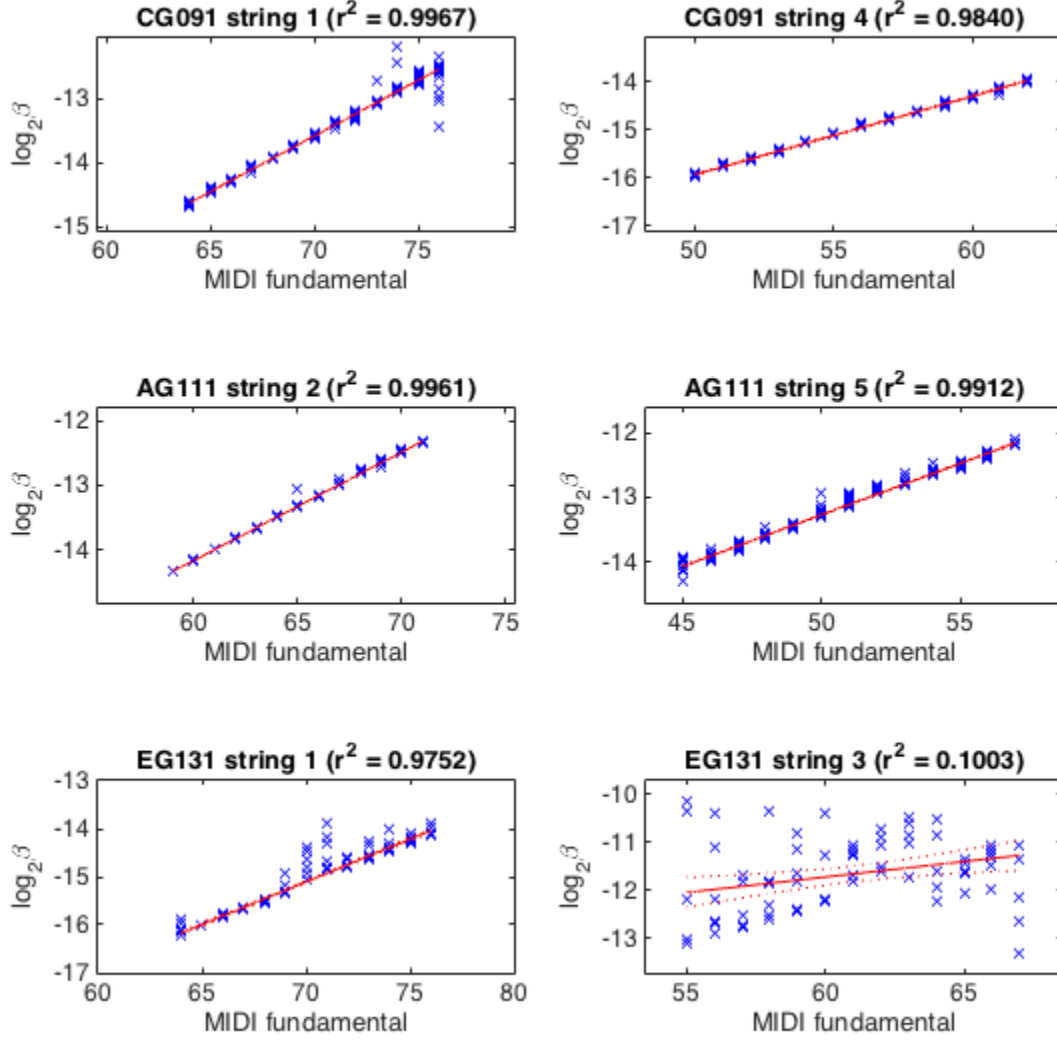 CG091 string 1 (r² = 0.9967)
-13
-14
-15
log₂β
60 65 70 75
MIDI fundamental
CG091 string 4 (r² = 0.9840)
-14
-15
-16
-17
log₂β
50 55 60
MIDI fundamental
AG111 string 2 (r² = 0.9961)
-12
-13
-14
log₂β
60 65 70 75
MIDI fundamental
AG111 string 5 (r² = 0.9912)
-12
-13
-14
log₂β
45 50 55
MIDI fundamental
EG131 string 1 (r² = 0.9752)
-13
-14
-15
-16
-17
log₂β
60 65 70 75 80
MIDI fundamental
EG131 string 3 (r² = 0.1003)
-10
-11
-12
-13
log₂β
55 60 65
MIDI fundamental